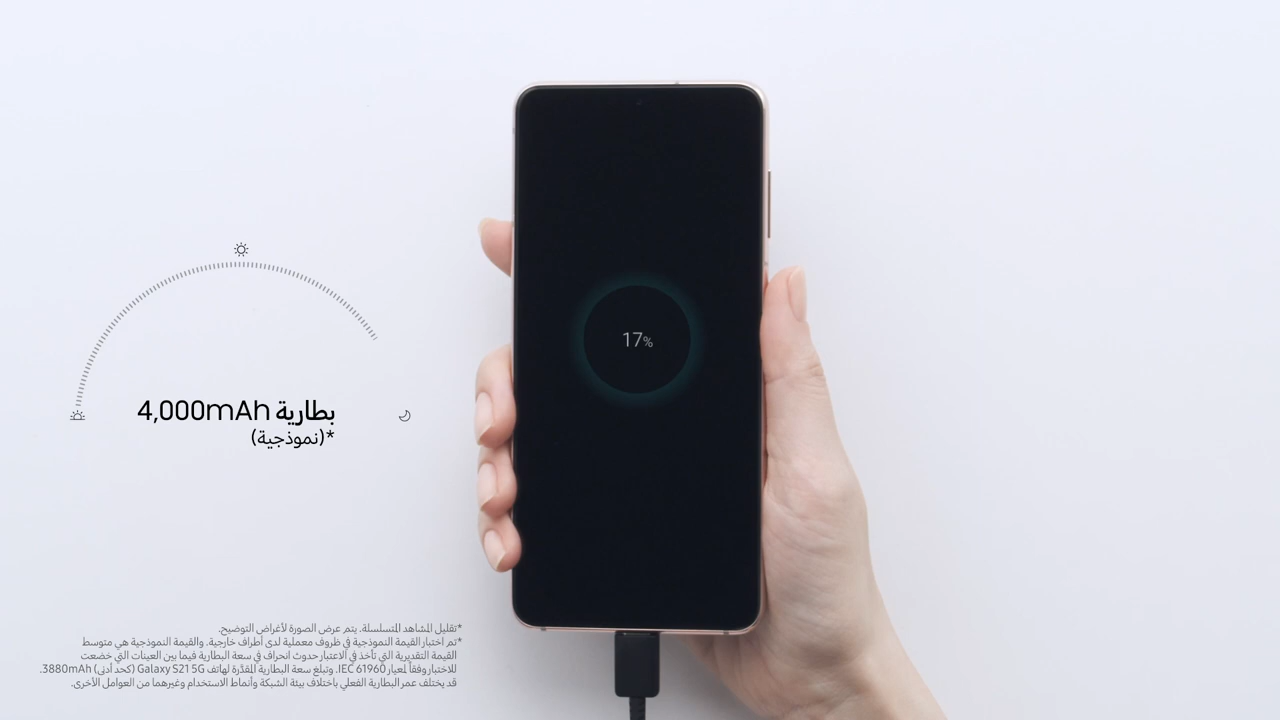 17%
بطارية 4,000mAh
*(نموذجية)
*تقليل المشاهد المتسلسلة. يتم عرض الصورة لأغراض التوضيح.
*تم اختبار القيمة النموذجية في ظروف معملية لدى أطراف خارجية. والقيمة النموذجية هي متوسط
القيمة التقديرية التي تأخذ في الاعتبار حدوث انحراف في سعة البطارية فيما بين العينات التي خضعت
للاختبار وفقاً لمعيار IEC 61960. وتبلغ سعة البطارية المُقدَّرة لهاتف Galaxy S21 5G (كحد أدنى) 3880mAh.
قد يختلف عمر البطارية الفعلي باختلاف بيئة الشبكة وأنماط الاستخدام وغيرهما من العوامل الأخرى.